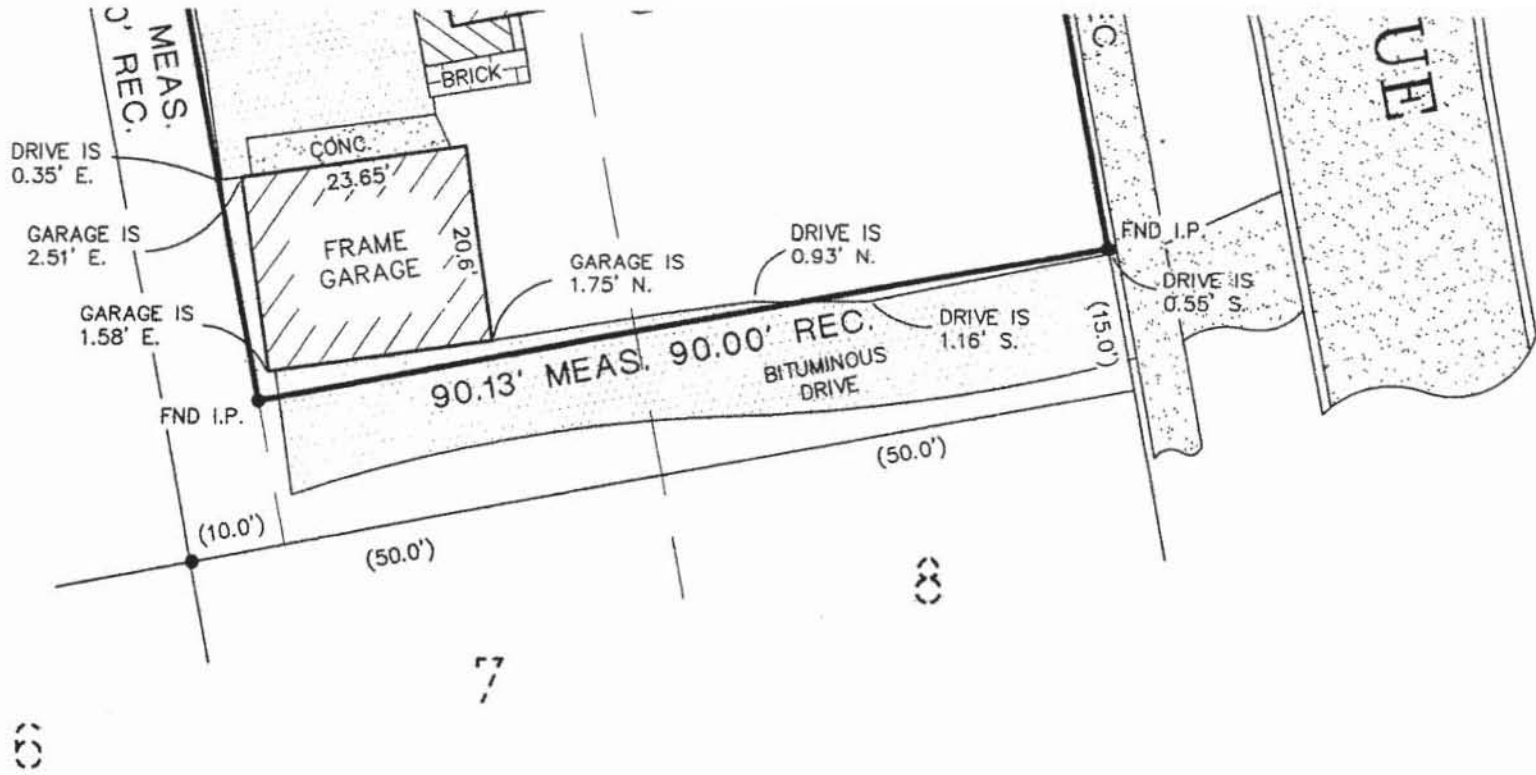 MEAS.
0' REC.
BRICK
UE
DRIVE IS
0.35' E.
CONC.
23.65'
GARAGE IS
2.51' E.
FRAME
GARAGE
20.6'
GARAGE IS
1.75' N.
DRIVE IS
0.93' N.
FND I.P.
DRIVE IS
0.55' S.
GARAGE IS
1.58' E.
DRIVE IS
1.16' S.
(15.0')
90.13' MEAS. 90.00' REC.
BITUMINOUS
DRIVE
FND I.P.
(50.0')
(10.0')
(50.0')
8
7
6